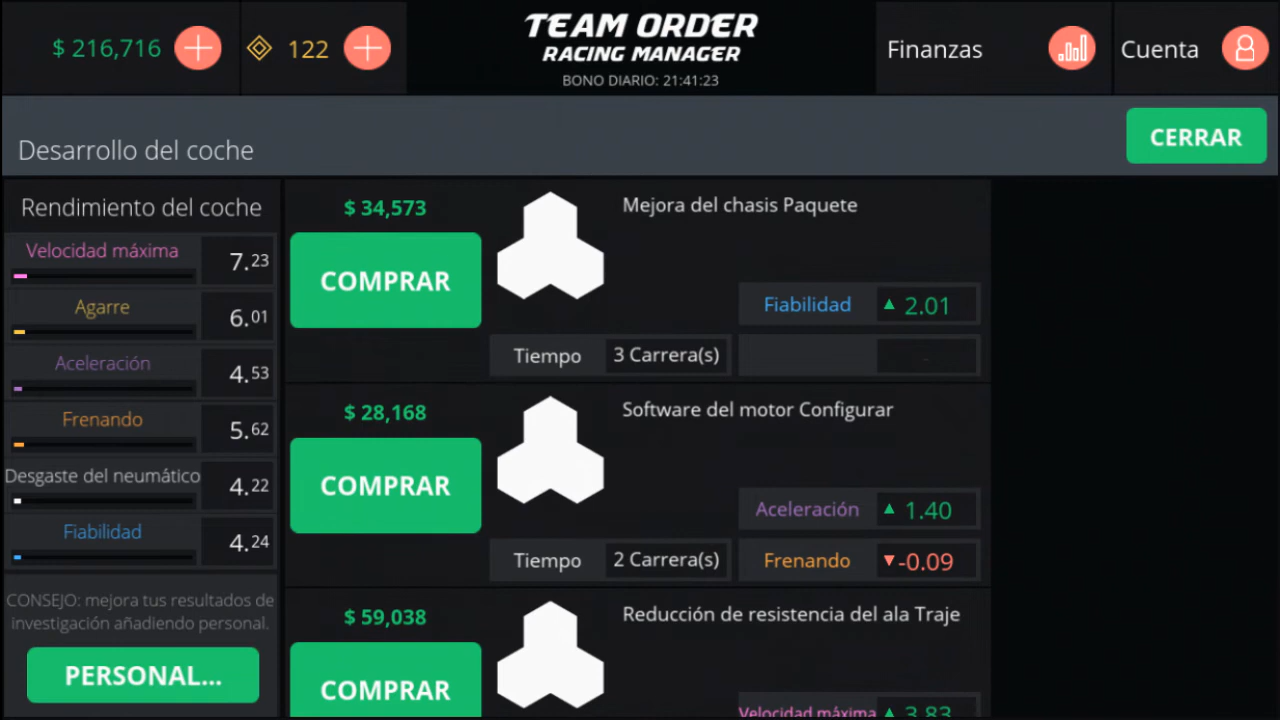 $ 216,716
122
TEAM ORDER
RACING MANAGER
BONO DIARIO: 21:41:23
Finanzas
Cuenta
Desarrollo del coche
CERRAR
Rendimiento del coche
Velocidad máxima 7.23
Agarre 6.01
Aceleración 4.53
Frenando 5.62
Desgaste del neumático 4.22
Fiabilidad 4.24
CONSEJO: mejora tus resultados de
investigación añadiendo personal.
PERSONAL...
$ 34,573
COMPRAR
Mejora del chasis Paquete
Fiabilidad ▲ 2.01
Tiempo 3 Carrera(s)
-
$ 28,168
COMPRAR
Software del motor Configurar
Aceleración ▲ 1.40
Tiempo 2 Carrera(s)
Frenando ▼-0.09
$ 59,038
COMPRAR
Reducción de resistencia del ala Traje
Velocidad máxima ▲ 3.83